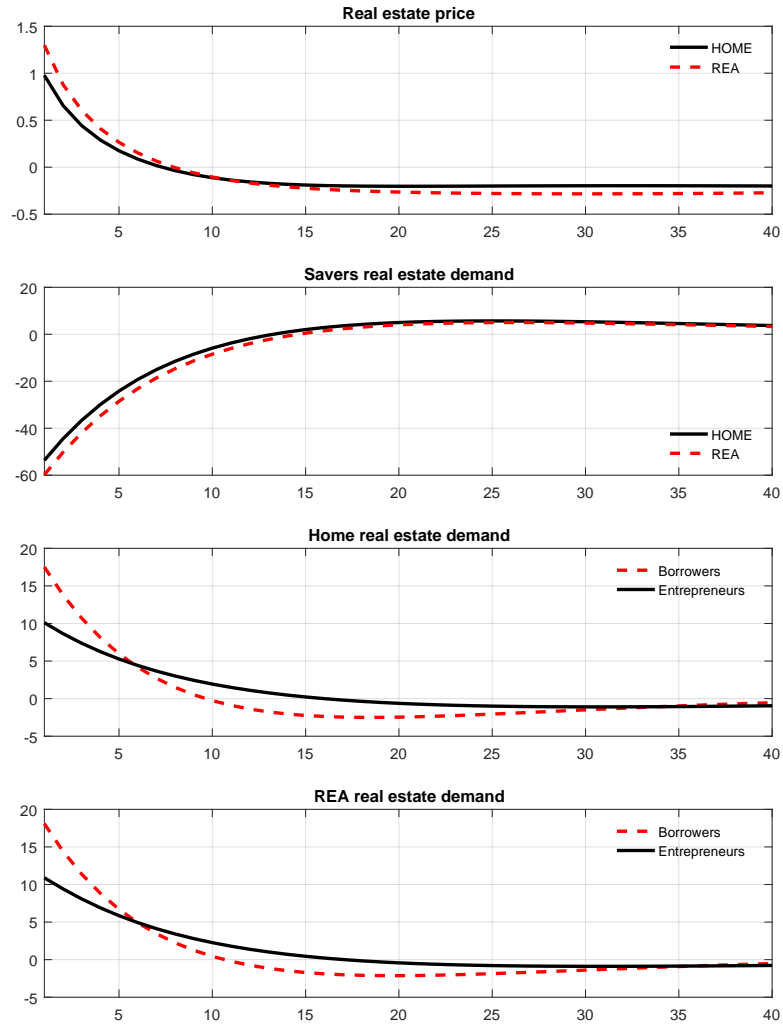 Real estate price
1.5
1
0.5
0
-0.5
HOME
REA
5 10 15 20 25 30 35 40
Savers real estate demand
20
0
-20
-40
-60
HOME
REA
5 10 15 20 25 30 35 40
Home real estate demand
20
15
10
5
0
-5
Borrowers
Entrepreneurs
5 10 15 20 25 30 35 40
REA real estate demand
20
15
10
5
0
-5
Borrowers
Entrepreneurs
5 10 15 20 25 30 35 40